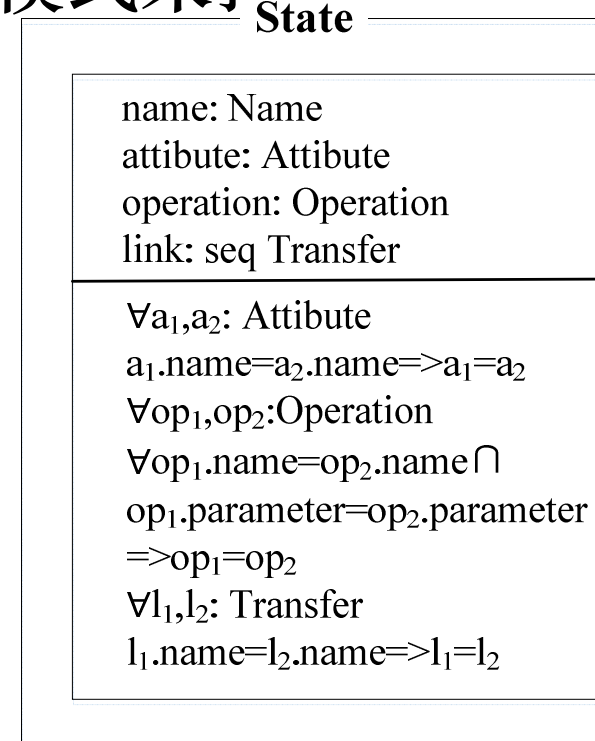 State
name: Name
attibute: Attibute
operation: Operation
link: seq Transfer
∀a₁,a₂: Attibute
a₁.name=a₂.name=>a₁=a₂
∀op₁,op₂:Operation
∀op₁.name=op₂.name∩
op₁.parameter=op₂.parameter
=>op₁=op₂
∀l₁,l₂: Transfer
l₁.name=l₂.name=>l₁=l₂